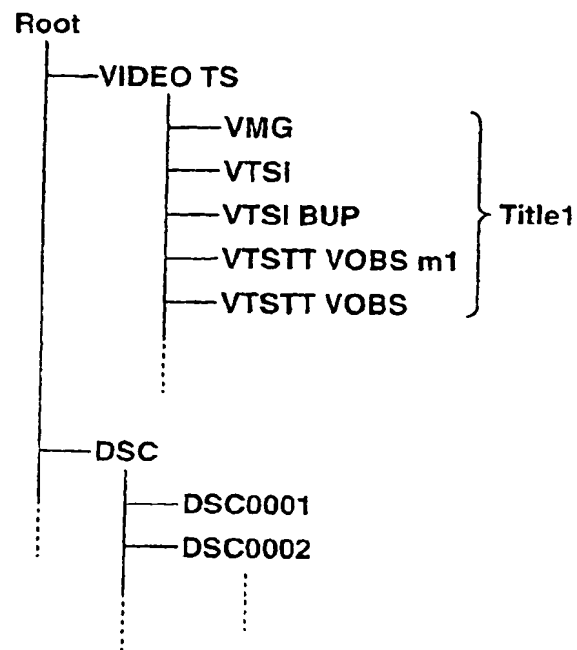 Root
VIDEO TS
VMG
VTSI
VTSI BUP
VTSTT VOBS m1
VTSTT VOBS
Title1
DSC
DSC0001
DSC0002